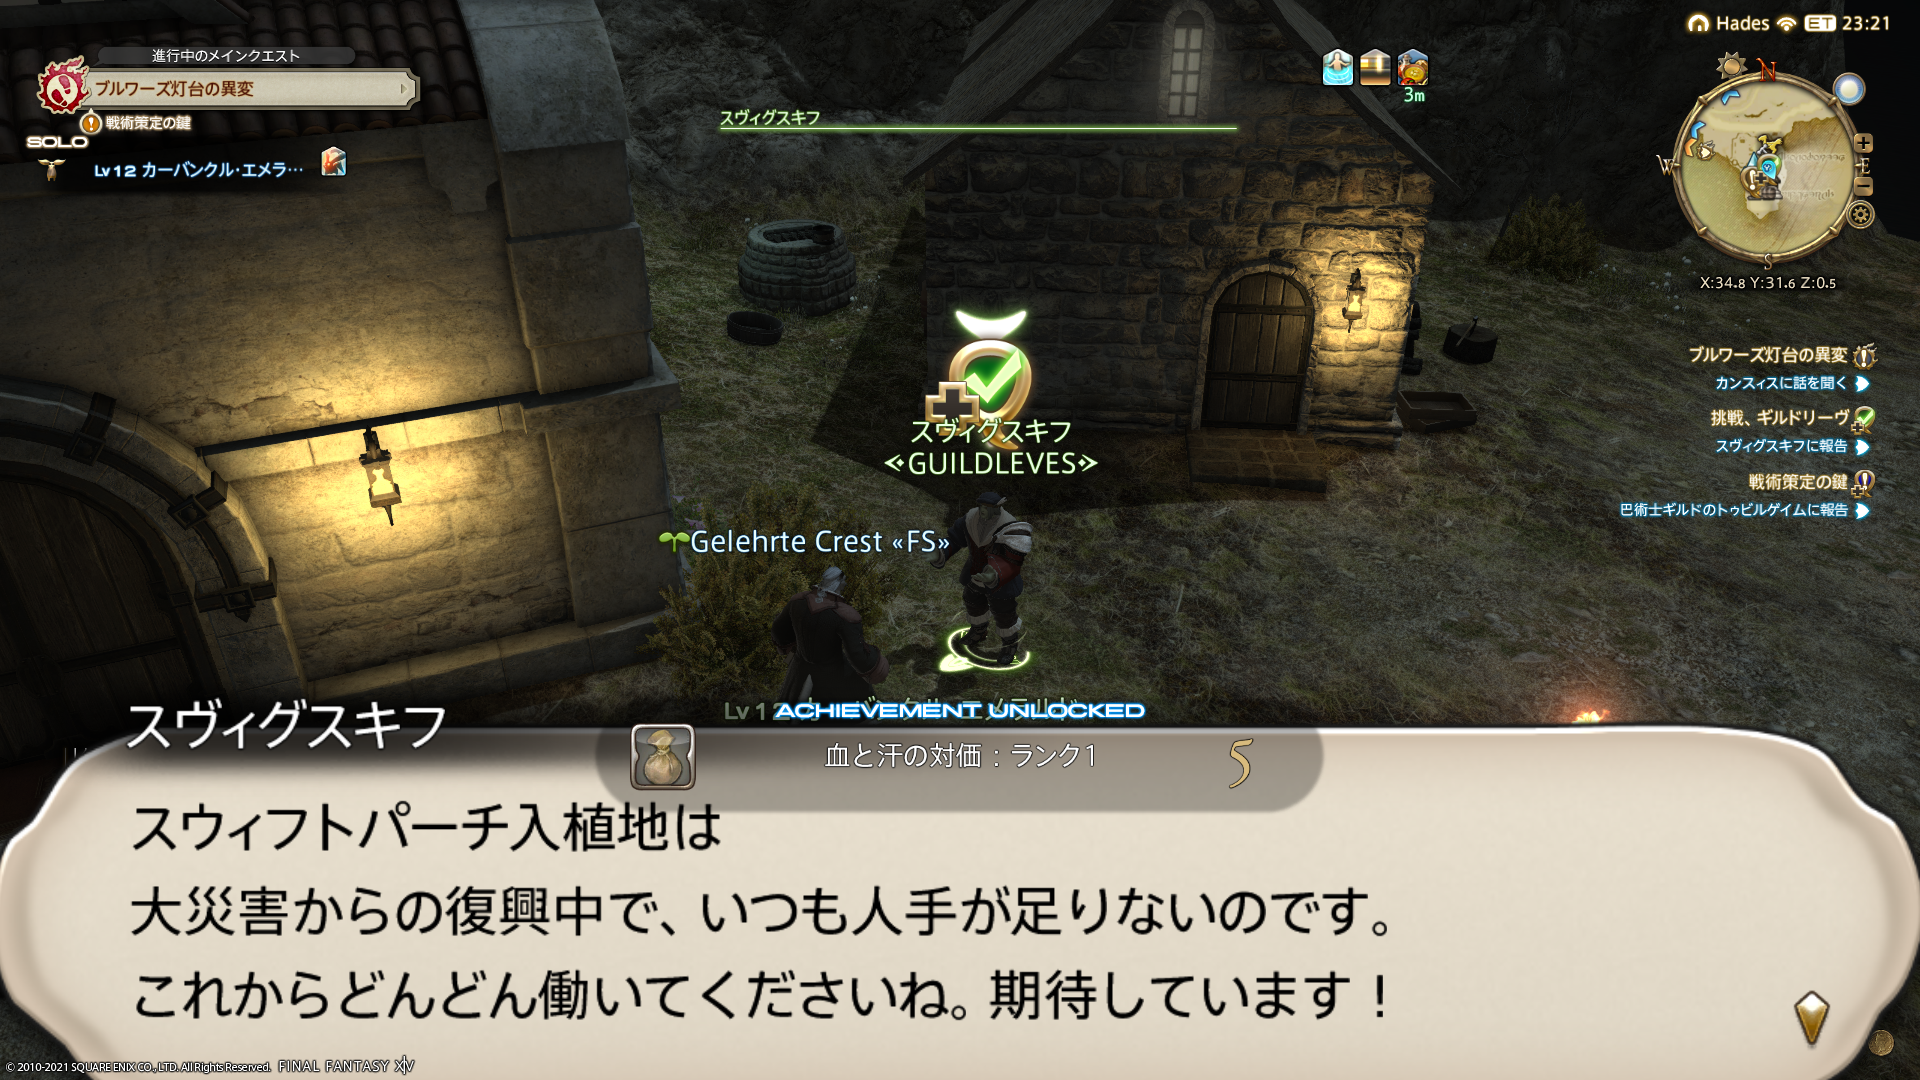 進行中のメインクエスト
ブルワーズ灯台の異変
戦術策定の鍵
SOLO
Lv12 カーバンクル・エメラ…
スヴィグスキフ
3m
Hades ET 23:21
N
W
E
S
X:34.8 Y:31.6 Z:0.5
ブルワーズ灯台の異変
カンスィスに話を聞く
挑戦、ギルドリーヴ
スヴィグスキフに報告
戦術策定の鍵
巴術士ギルドのトゥビルゲイムに報告
スヴィグスキフ
<GUILDLEVES>
Gelehrte Crest «FS»
Lv12
ACHIEVEMENT UNLOCKED
血と汗の対価：ランク1
5
スヴィグスキフ
スウィフトパーチ入植地は
大災害からの復興中で、いつも人手が足りないのです。
これからどんどん働いてくださいね。期待しています！
© 2010-2021 SQUARE ENIX CO., LTD. All Rights Reserved. FINAL FANTASY XIV